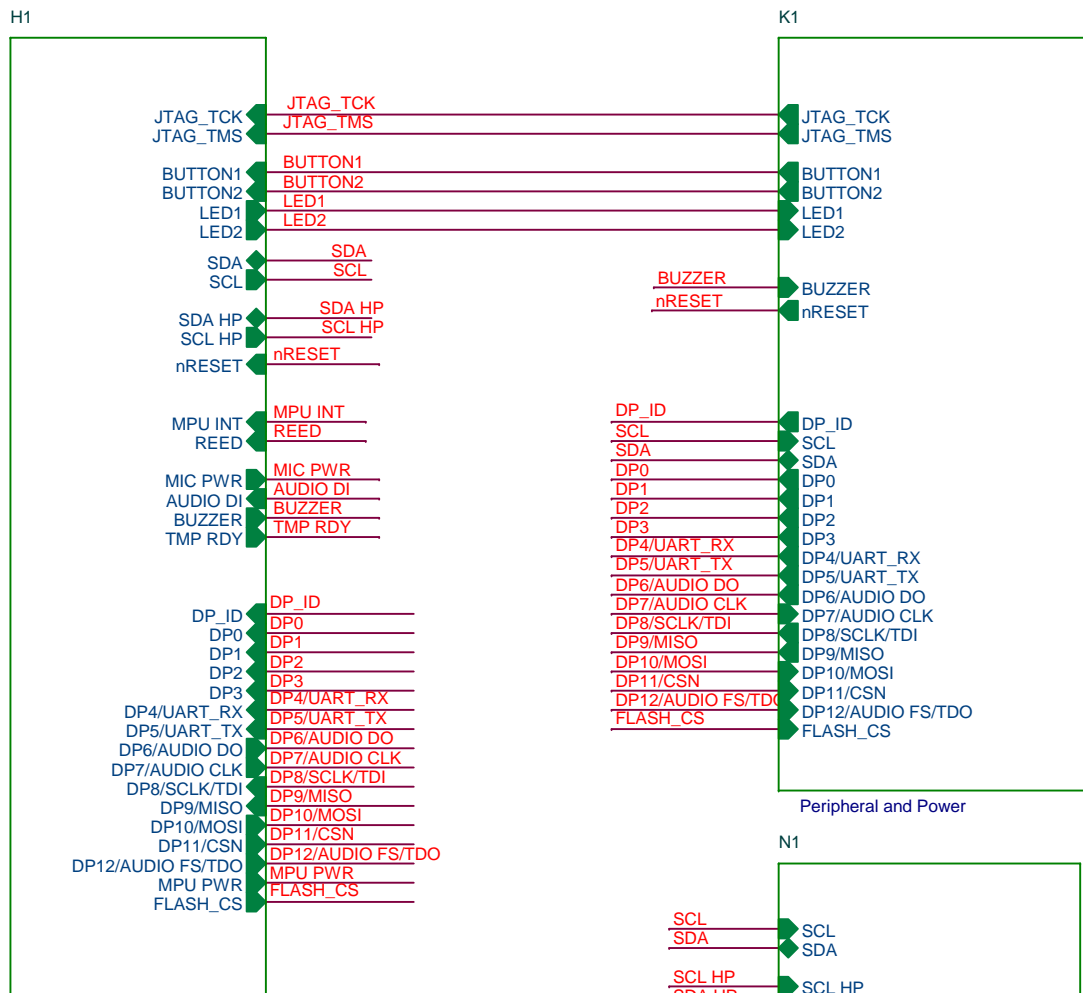 H1
JTAG_TCK JTAG_TCK
JTAG_TMS JTAG_TMS
BUTTON1 BUTTON1
BUTTON2 BUTTON2
LED1 LED1
LED2 LED2
SDA SDA
SCL SCL
SDA HP SDA HP
SCL HP SCL HP
nRESET nRESET
MPU INT MPU INT
REED REED
MIC PWR MIC PWR
AUDIO DI AUDIO DI
BUZZER BUZZER
TMP RDY TMP RDY
DP_ID DP_ID
DP0 DP0
DP1 DP1
DP2 DP2
DP3 DP3
DP4/UART_RX DP4/UART_RX
DP5/UART_TX DP5/UART_TX
DP6/AUDIO DO DP6/AUDIO DO
DP7/AUDIO CLK DP7/AUDIO CLK
DP8/SCLK/TDI DP8/SCLK/TDI
DP9/MISO DP9/MISO
DP10/MOSI DP10/MOSI
DP11/CSN DP11/CSN
DP12/AUDIO FS/TDO DP12/AUDIO FS/TDO
MPU PWR MPU PWR
FLASH_CS FLASH_CS
K1
JTAG_TCK
JTAG_TMS
BUTTON1
BUTTON2
LED1
LED2
BUZZER BUZZER
nRESET nRESET
DP_ID DP_ID
SCL SCL
SDA SDA
DP0 DP0
DP1 DP1
DP2 DP2
DP3 DP3
DP4/UART_RX DP4/UART_RX
DP5/UART_TX DP5/UART_TX
DP6/AUDIO DO DP6/AUDIO DO
DP7/AUDIO CLK DP7/AUDIO CLK
DP8/SCLK/TDI DP8/SCLK/TDI
DP9/MISO DP9/MISO
DP10/MOSI DP10/MOSI
DP11/CSN DP11/CSN
DP12/AUDIO FS/TDO DP12/AUDIO FS/TDO
FLASH_CS FLASH_CS
Peripheral and Power
N1
SCL SCL
SDA SDA
SCL HP SCL HP
SDA HP